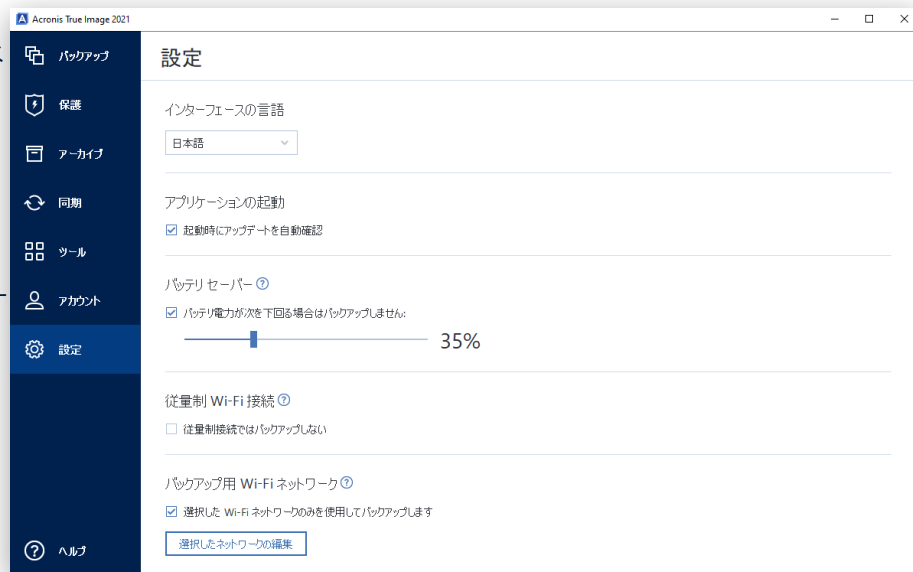 Acronis True Image 2021
バックアップ
保護
アーカイブ
同期
ツール
アカウント
設定
ヘルプ
設定
インターフェースの言語
日本語
アプリケーションの起動
起動時にアップデートを自動確認
バッテリ セーバー
バッテリ電力が次を下回る場合はバックアップしません:
35%
従量制 Wi-Fi 接続
従量制接続ではバックアップしない
バックアップ用 Wi-Fi ネットワーク
選択した Wi-Fi ネットワークのみを使用してバックアップします
選択したネットワークの編集